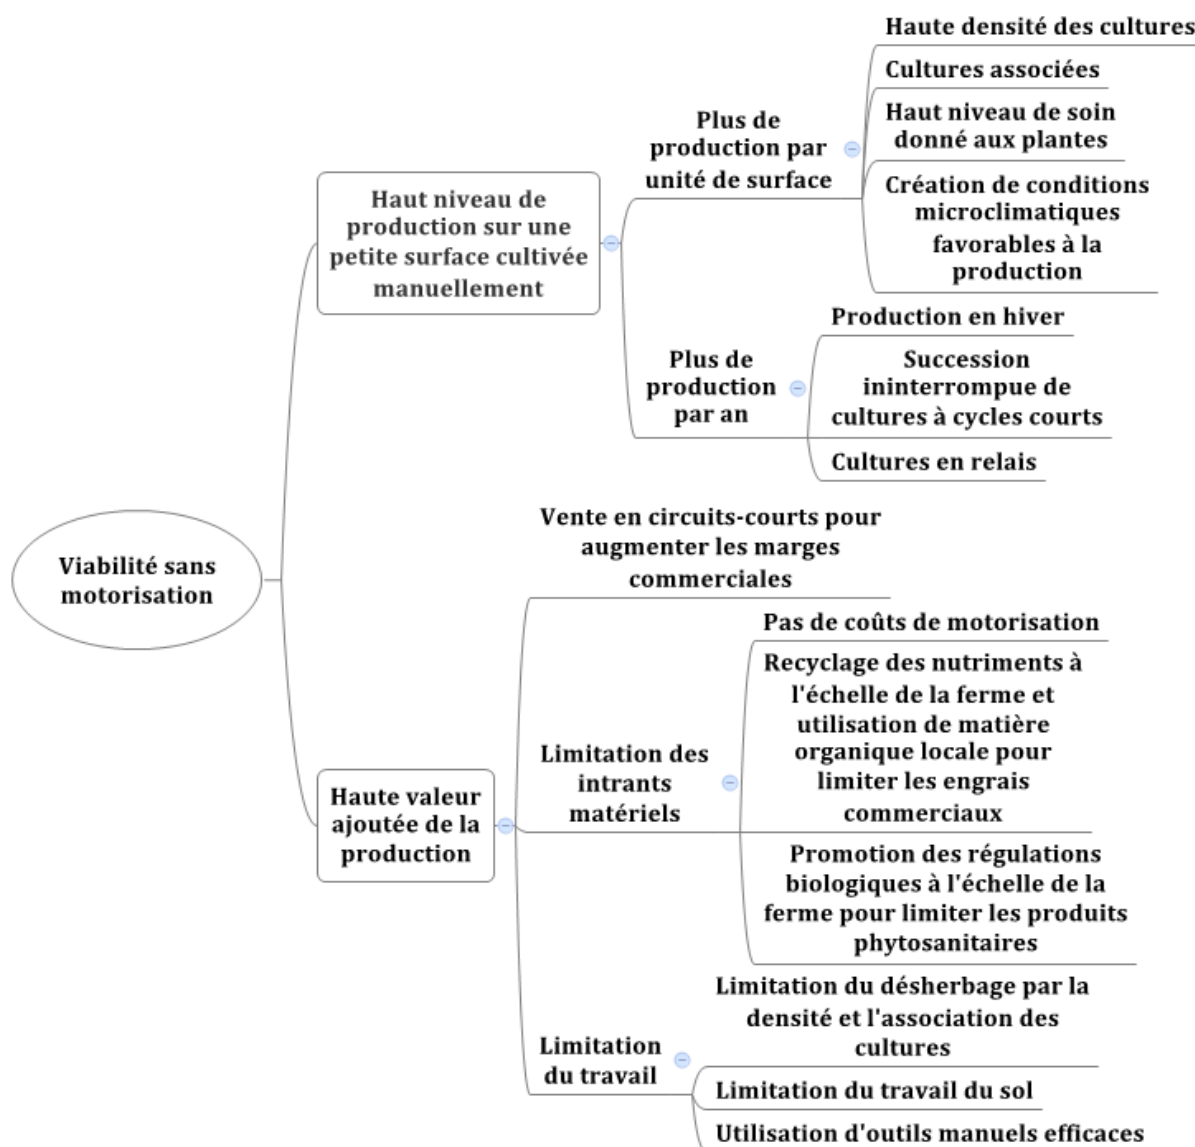 Viabilité sans
motorisation
Haut niveau de
production sur une
petite surface cultivée
manuellement
Plus de
production par
unité de surface
Haute densité des cultures
Cultures associées
Haut niveau de soin
donné aux plantes
Création de conditions
microclimatiques
favorables à la
production
Plus de
production
par an
Production en hiver
Succession
ininterrompue de
cultures à cycles courts
Cultures en relais
Haute valeur
ajoutée de la
production
Vente en circuits-courts pour
augmenter les marges
commerciales
Limitation des
intrants
matériels
Pas de coûts de motorisation
Recyclage des nutriments à
l'échelle de la ferme et
utilisation de matière
organique locale pour
limiter les engrais
commerciaux
Promotion des régulations
biologiques à l'échelle de la
ferme pour limiter les produits
phytosanitaires
Limitation
du travail
Limitation du désherbage par la
densité et l'association des
cultures
Limitation du travail du sol
Utilisation d'outils manuels efficaces